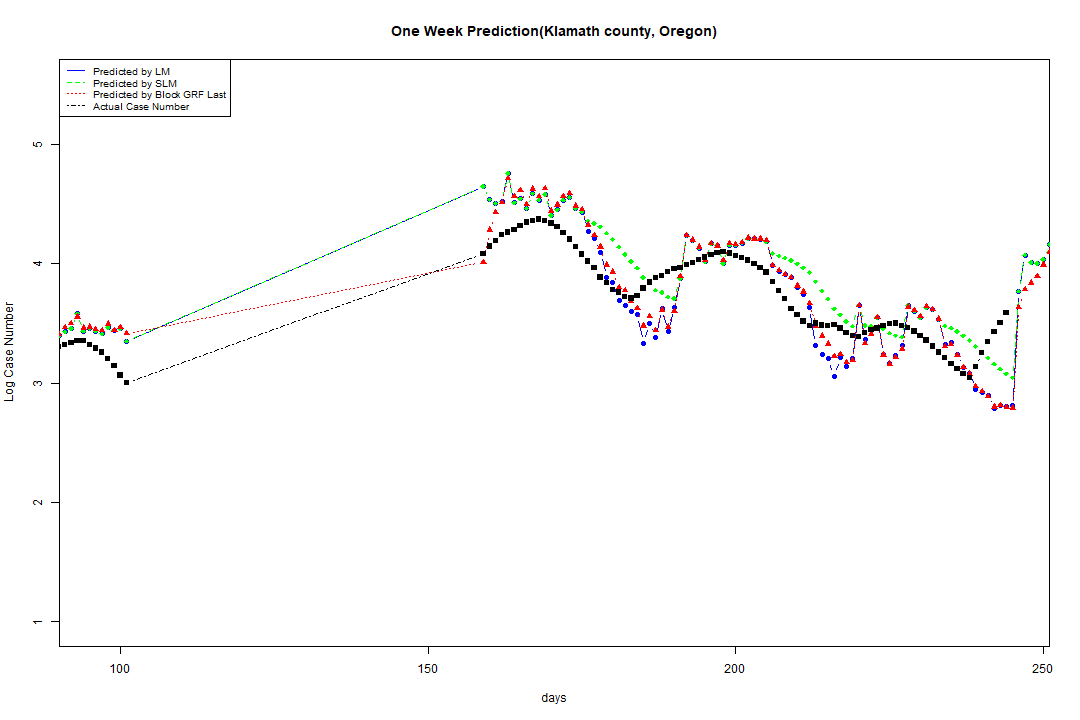 One Week Prediction(Klamath county, Oregon)
Predicted by LM
Predicted by SLM
Predicted by Block GRF Last
Actual Case Number
5
4
3
2
1
Log Case Number
100 150 200 250
days